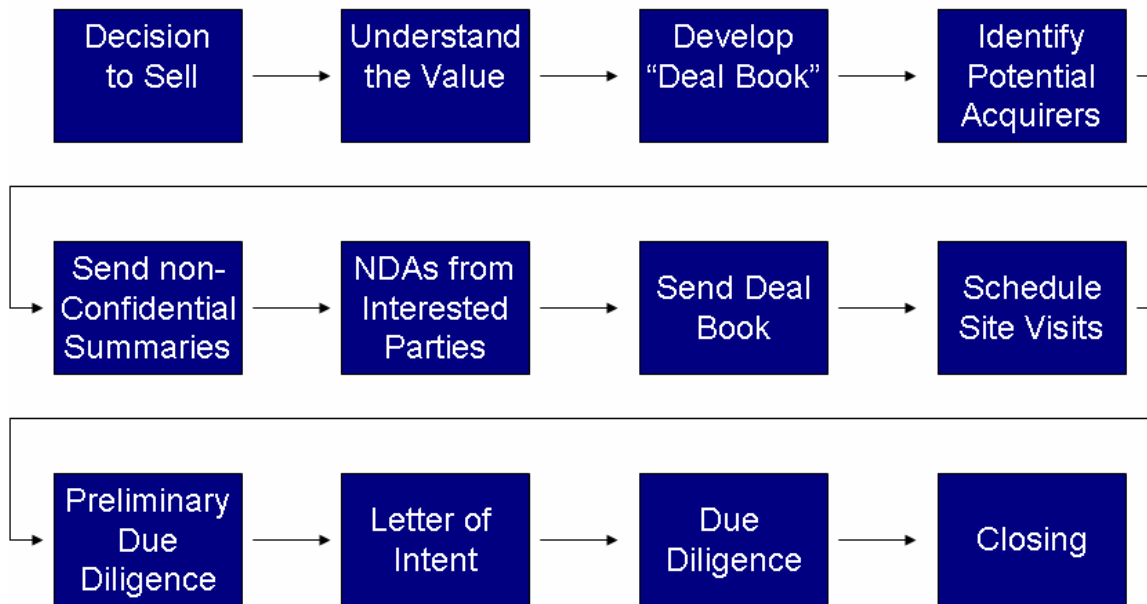 Decision
to Sell
Understand
the Value
Develop
“Deal Book”
Identify
Potential
Acquirers
Send non-
Confidential
Summaries
NDAs from
Interested
Parties
Send Deal
Book
Schedule
Site Visits
Preliminary
Due
Diligence
Letter of
Intent
Due
Diligence
Closing